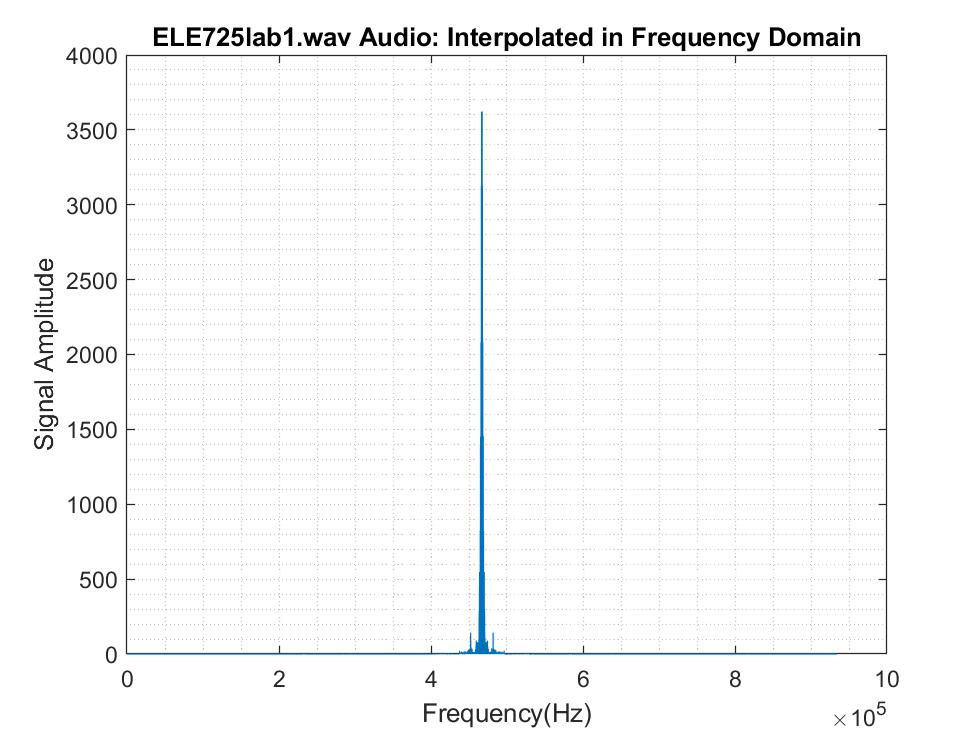 ELE725lab1.wav Audio: Interpolated in Frequency Domain
4000
3500
3000
2500
2000
1500
1000
500
0
Signal Amplitude
0 2 4 6 8 10
Frequency(Hz)
×10^5